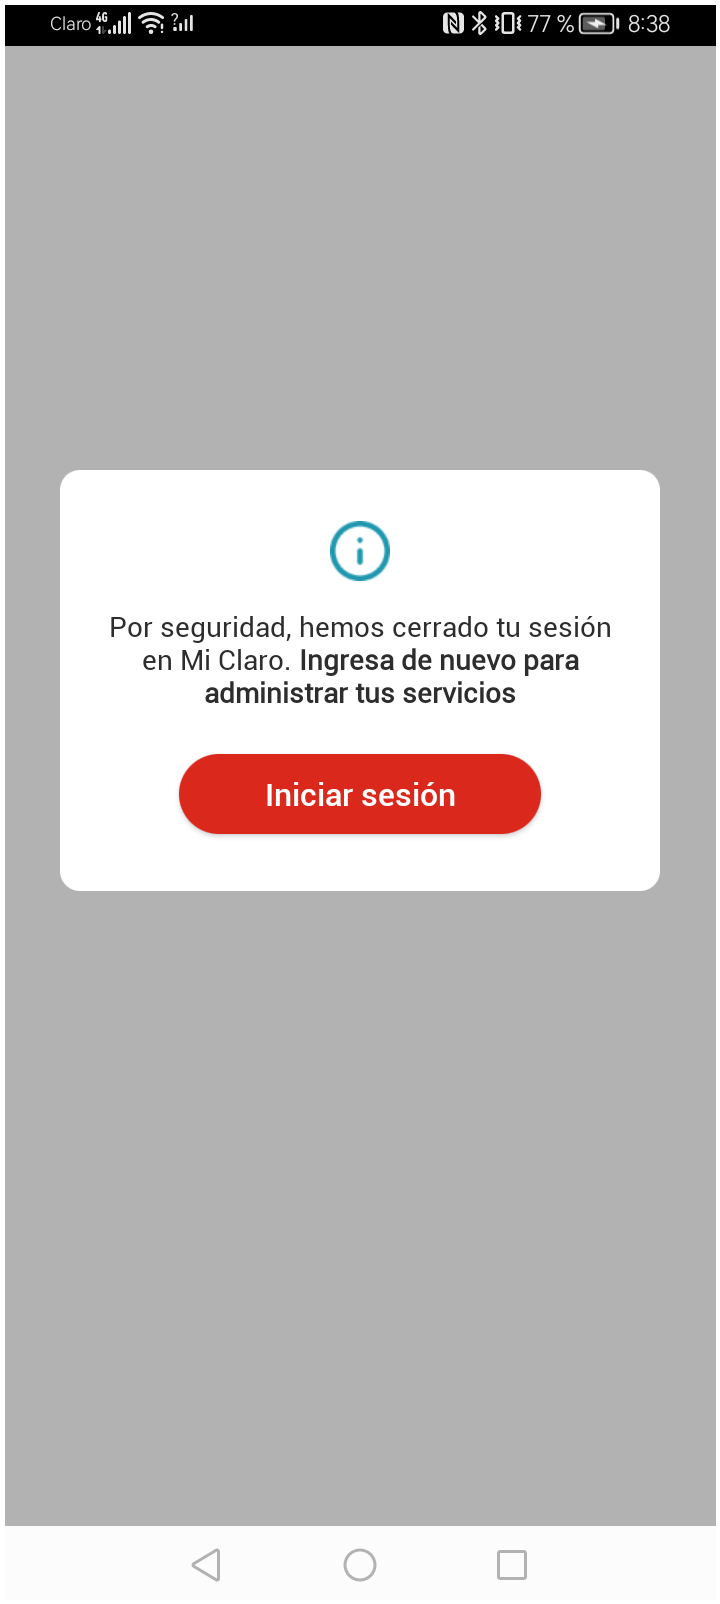 Claro 4G ? 77 % 8:38
Por seguridad, hemos cerrado tu sesión
en Mi Claro. Ingresa de nuevo para
administrar tus servicios
Iniciar sesión